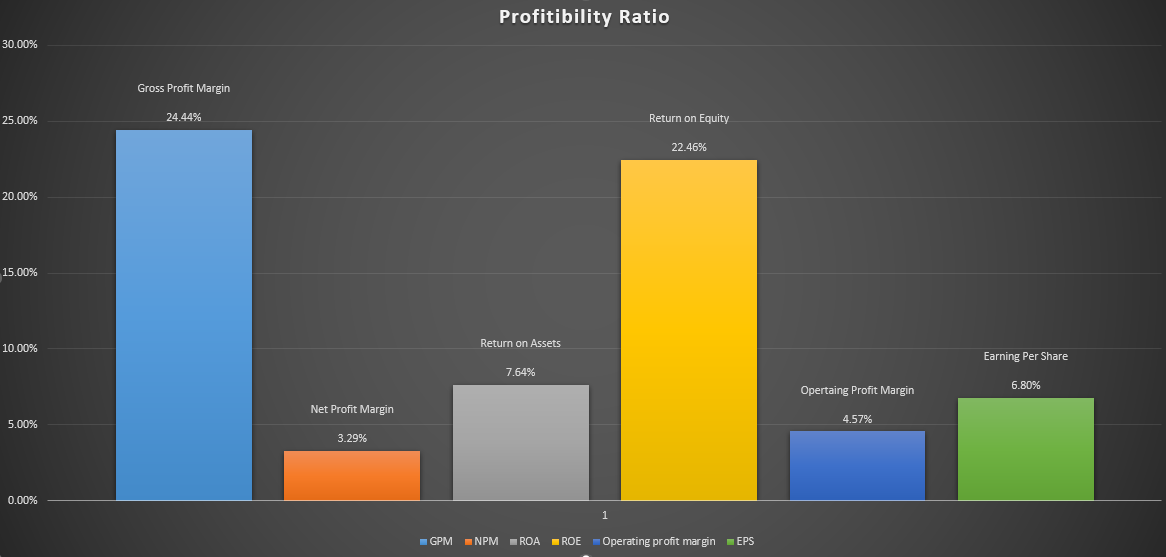 Profitibility Ratio
30.00%
25.00%
20.00%
15.00%
10.00%
5.00%
0.00%
Gross Profit Margin
24.44%
Net Profit Margin
3.29%
Return on Assets
7.64%
Return on Equity
22.46%
Opertaing Profit Margin
4.57%
Earning Per Share
6.80%
1
GPM NPM ROA ROE Operating profit margin EPS